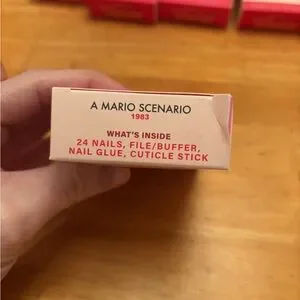 A MARIO SCENARIO
1983
WHAT'S INSIDE
24 NAILS, FILE/BUFFER,
NAIL GLUE, CUTICLE STICK